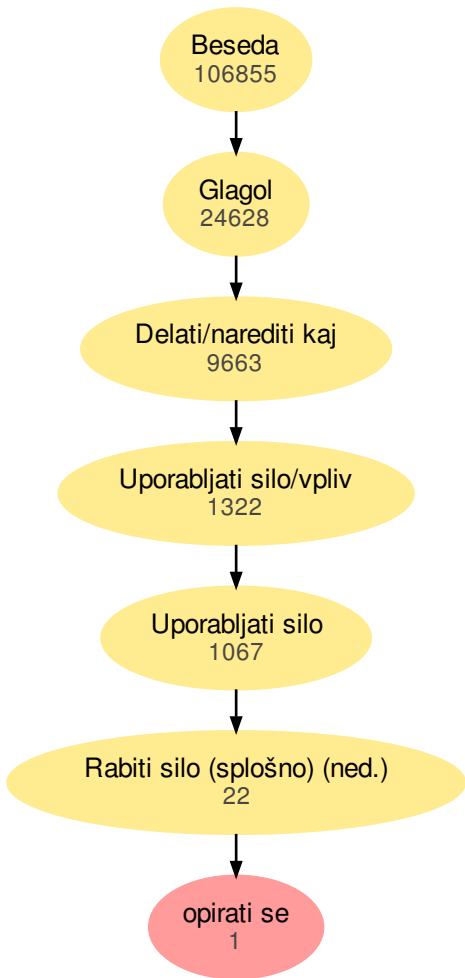 Beseda
106855
Glagol
24628
Delati/narediti kaj
9663
Uporabljati silo/vpliv
1322
Uporabljati silo
1067
Rabiti silo (splošno) (ned.)
22
opirati se
1